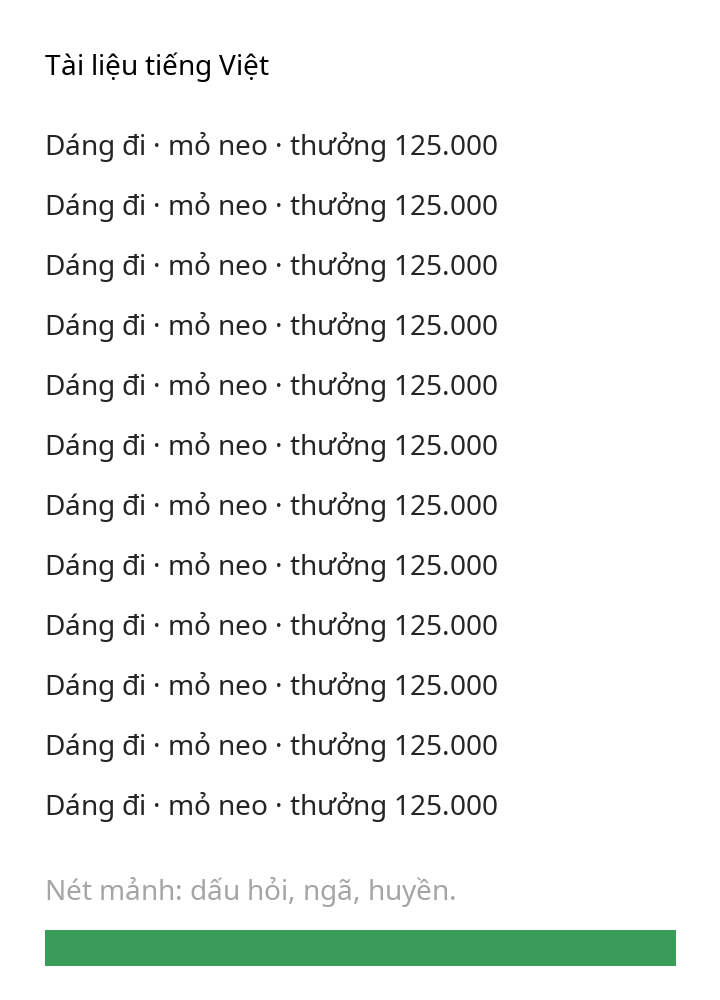 Tài liệu tiếng Việt
Dáng đi · mỏ neo · thưởng 125.000
Dáng đi · mỏ neo · thưởng 125.000
Dáng đi · mỏ neo · thưởng 125.000
Dáng đi · mỏ neo · thưởng 125.000
Dáng đi · mỏ neo · thưởng 125.000
Dáng đi · mỏ neo · thưởng 125.000
Dáng đi · mỏ neo · thưởng 125.000
Dáng đi · mỏ neo · thưởng 125.000
Dáng đi · mỏ neo · thưởng 125.000
Dáng đi · mỏ neo · thưởng 125.000
Dáng đi · mỏ neo · thưởng 125.000
Dáng đi · mỏ neo · thưởng 125.000
Nét mảnh: dấu hỏi, ngã, huyền.